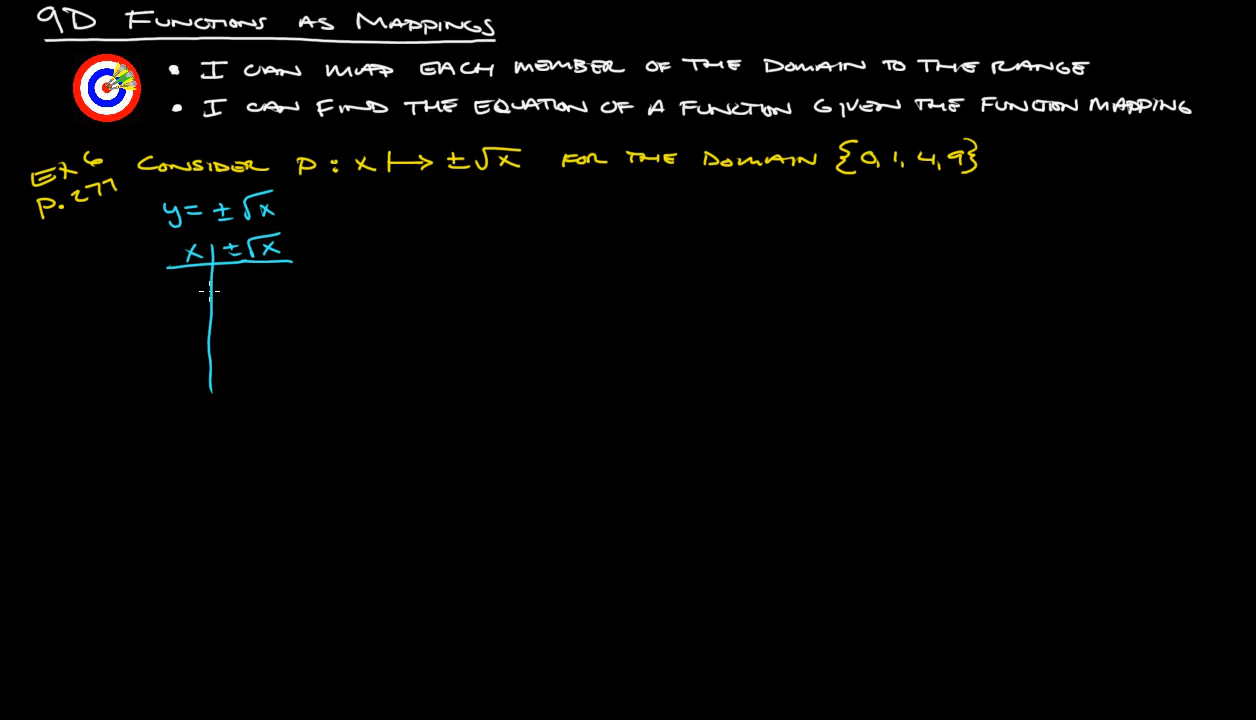 9D FUNCTIONS AS MAPPINGS
• I CAN MAP EACH MEMBER OF THE DOMAIN TO THE RANGE
• I CAN FIND THE EQUATION OF A FUNCTION GIVEN THE FUNCTION MAPPING
EX 6 CONSIDER P : x ↦ ±√x FOR THE DOMAIN {0, 1, 4, 9}
P. 277
y = ±√x
x | ±√x